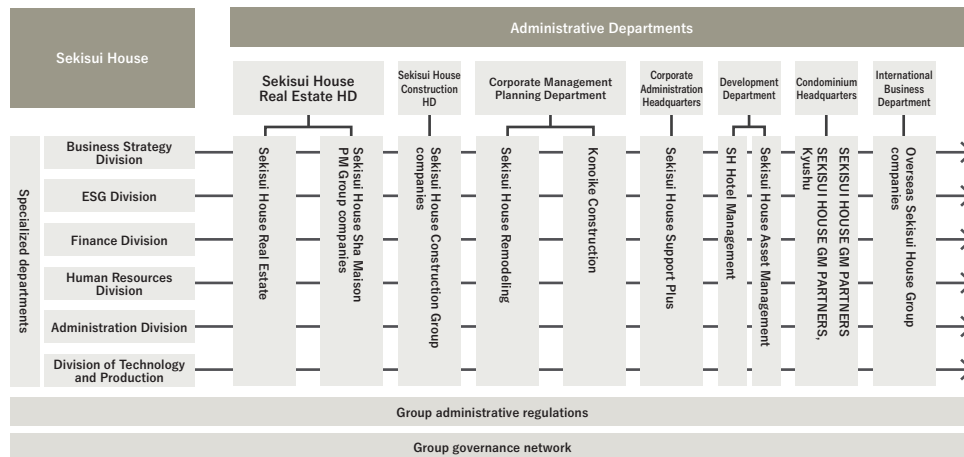 Sekisui House
Administrative Departments
Sekisui House
Real Estate HD
Sekisui House
Construction
HD
Corporate Management
Planning Department
Corporate
Administration
Headquarters
Development
Department
Condominium
Headquarters
International
Business
Department
Specialized departments
Business Strategy
Division
ESG Division
Finance Division
Human Resources
Division
Administration Division
Division of Technology
and Production
Sekisui House Real Estate
Sekisui House Sha Maison
PM Group companies
Sekisui House Construction Group
companies
Sekisui House Remodeling
Konoike Construction
Sekisui House Support Plus
SH Hotel Management
Sekisui House Asset Management
SEKISUI HOUSE GM PARTNERS
SEKISUI HOUSE GM PARTNERS,
Kyushu
Overseas Sekisui House Group
companies
Group administrative regulations
Group governance network